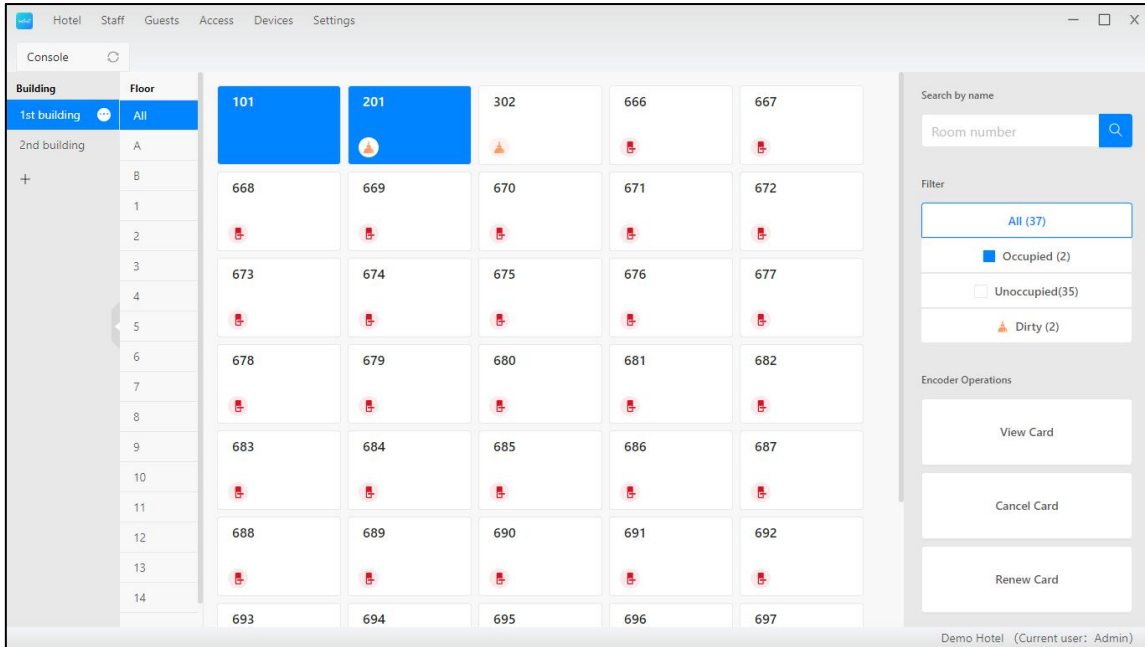 Hotel Staff Guests Access Devices Settings
Console
Building
1st building
2nd building
+
Floor
All
A
B
1
2
3
4
5
6
7
8
9
10
11
12
13
14
101 201 302 666 667
668 669 670 671 672
673 674 675 676 677
678 679 680 681 682
683 684 685 686 687
688 689 690 691 692
693 694 695 696 697
Search by name
Room number
Filter
All (37)
Occupied (2)
Unoccupied(35)
Dirty (2)
Encoder Operations
View Card
Cancel Card
Renew Card
Demo Hotel (Current user: Admin)